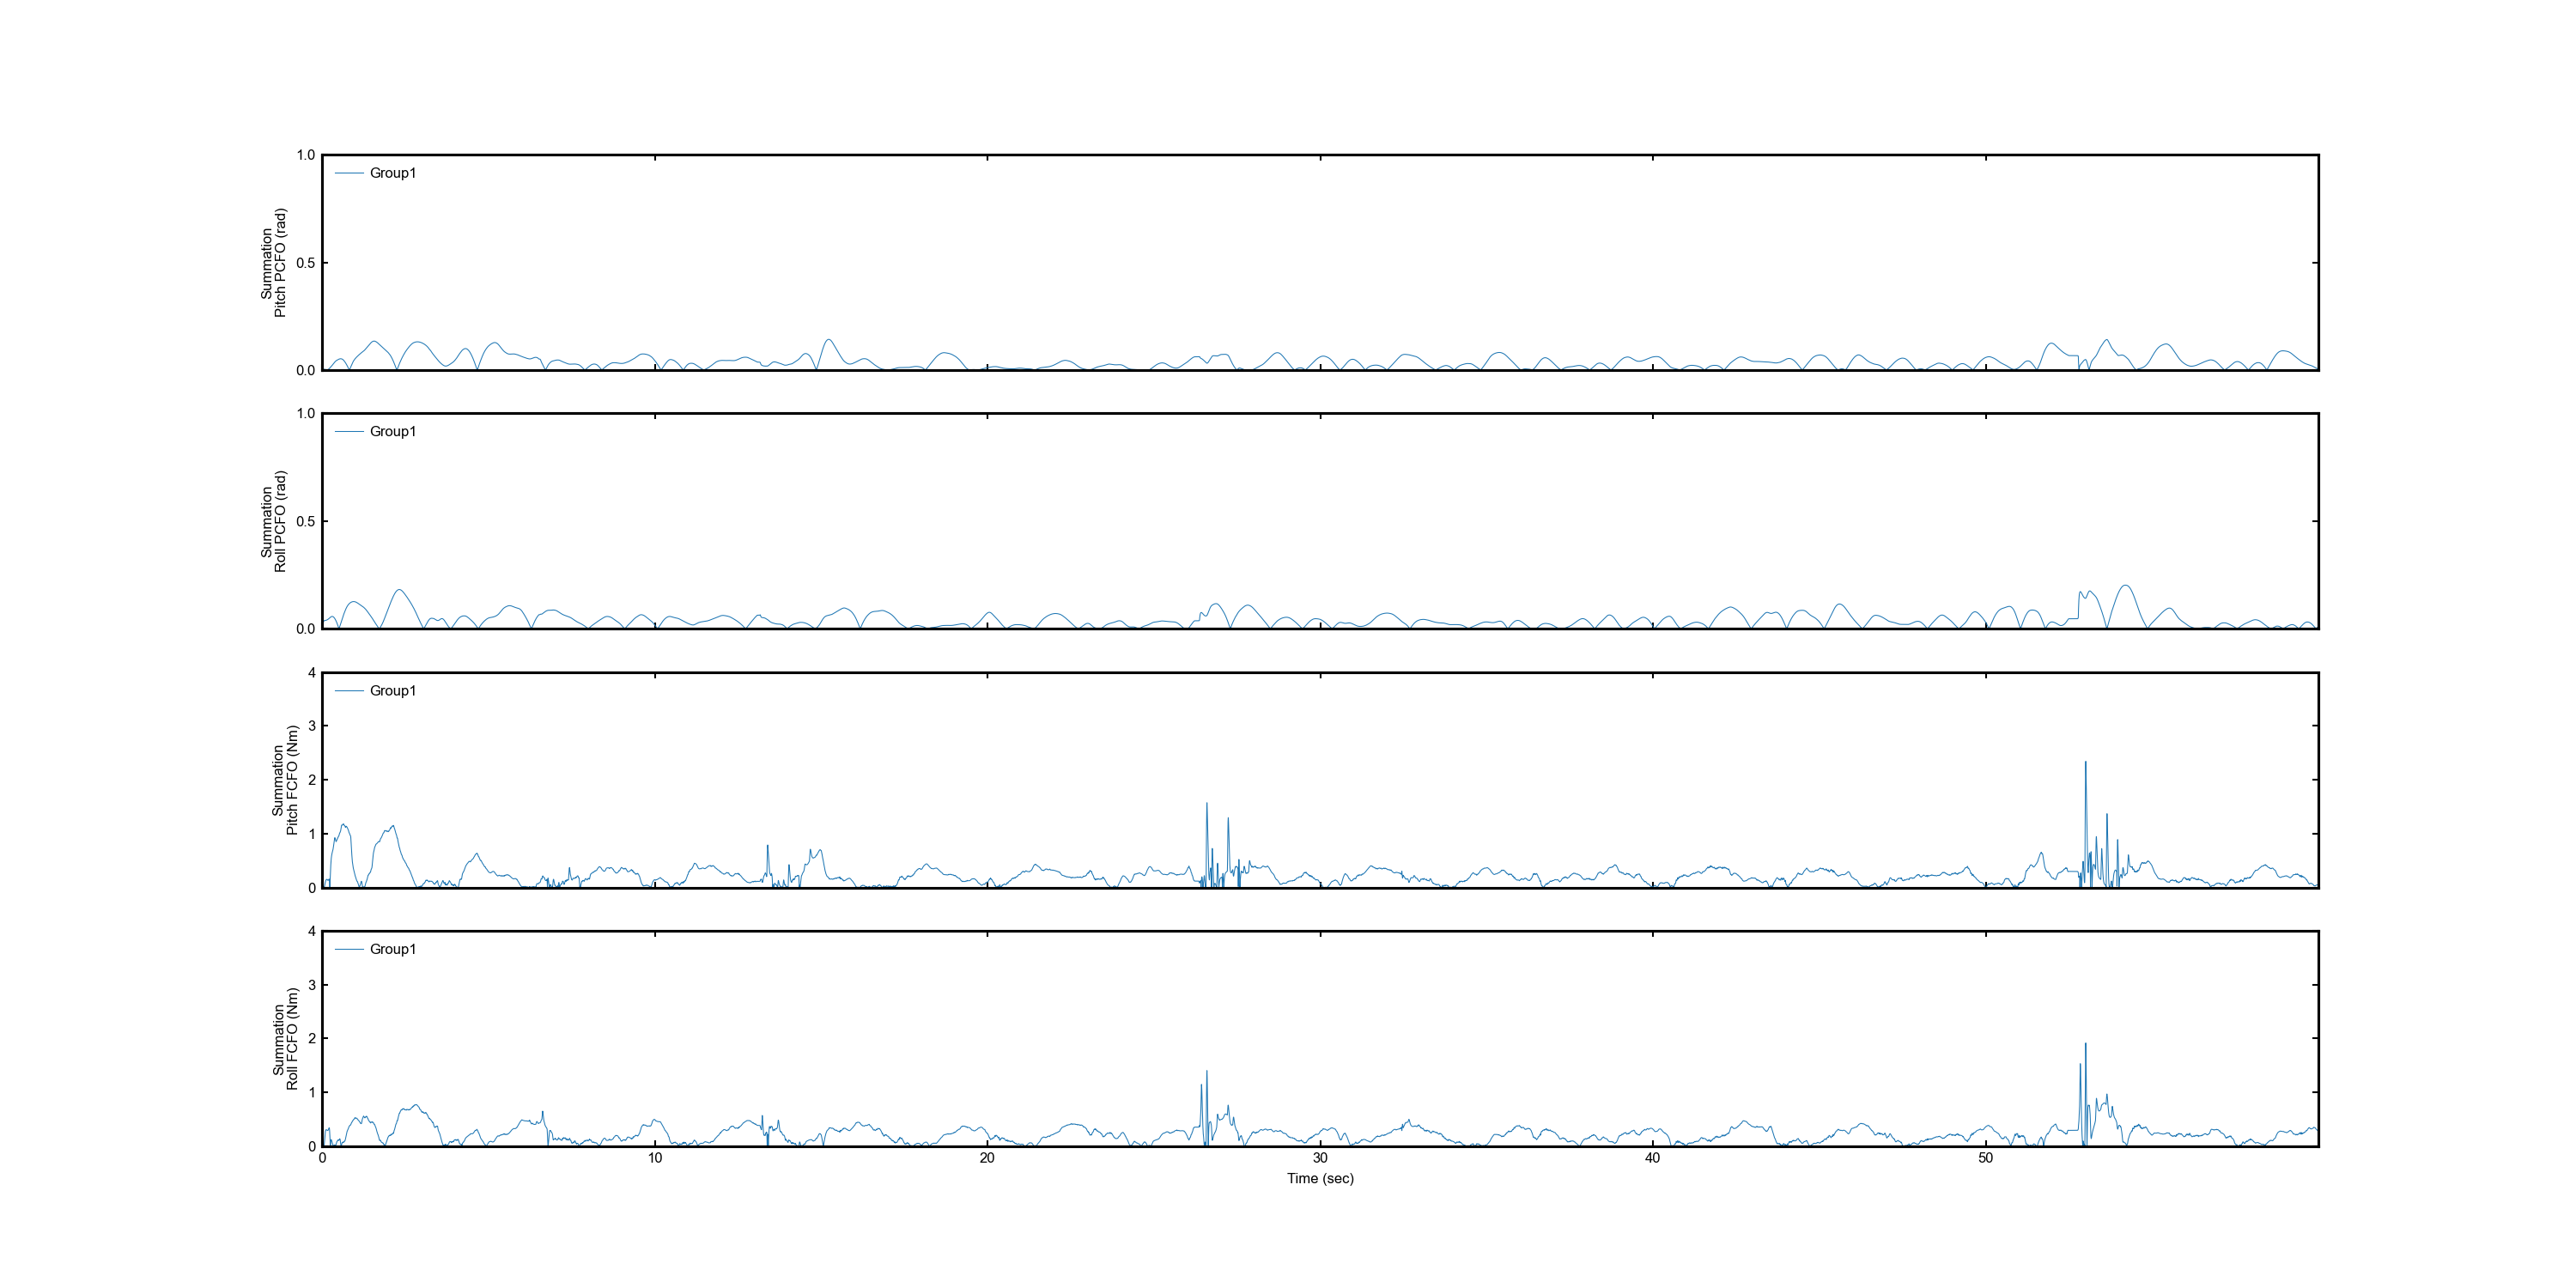 1.0
Group1
Summation
Pitch PCFO (rad)
0.5
0.0
1.0
Group1
Summation
Roll PCFO (rad)
0.5
0.0
4
Group1
3
Summation
Pitch FCFO (Nm)
2
1
0
4
Group1
3
Summation
Roll FCFO (Nm)
2
1
0
0 10 20 30 40 50
Time (sec)